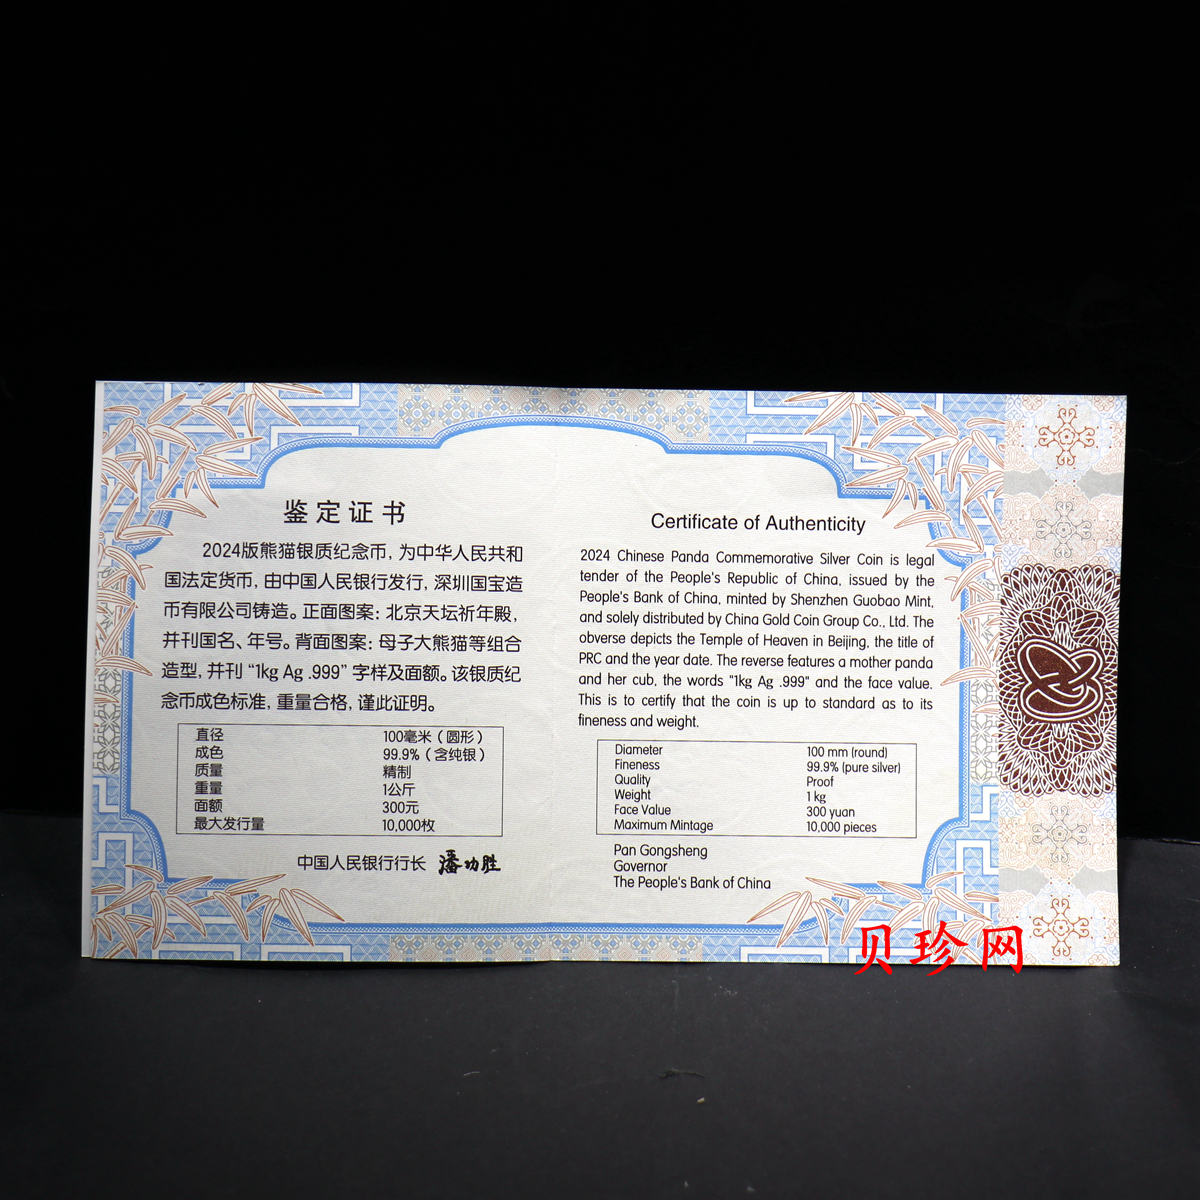 鉴定证书
2024版熊猫银质纪念币，为中华人民共和
国法定货币，由中国人民银行发行，深圳国宝造
币有限公司铸造。正面图案：北京天坛祈年殿，
并刊国名、年号。背面图案：母子大熊猫等组合
造型，并刊“1kg Ag .999”字样及面额。该银质纪
念币成色标准，重量合格，谨此证明。
直径 100毫米（圆形）
成色 99.9%（含纯银）
质量 精制
重量 1公斤
面额 300元
最大发行量 10,000枚
中国人民银行行长 潘功胜
Certificate of Authenticity
2024 Chinese Panda Commemorative Silver Coin is legal
tender of the People's Republic of China, issued by the
People's Bank of China, minted by Shenzhen Guobao Mint,
and solely distributed by China Gold Coin Group Co., Ltd. The
obverse depicts the Temple of Heaven in Beijing, the title of
PRC and the year date. The reverse features a mother panda
and her cub, the words "1kg Ag .999" and the face value.
This is to certify that the coin is up to standard as to its
fineness and weight.
Diameter 100 mm (round)
Fineness 99.9% (pure silver)
Quality Proof
Weight 1 kg
Face Value 300 yuan
Maximum Mintage 10,000 pieces
Pan Gongsheng
Governor
The People's Bank of China
贝珍网